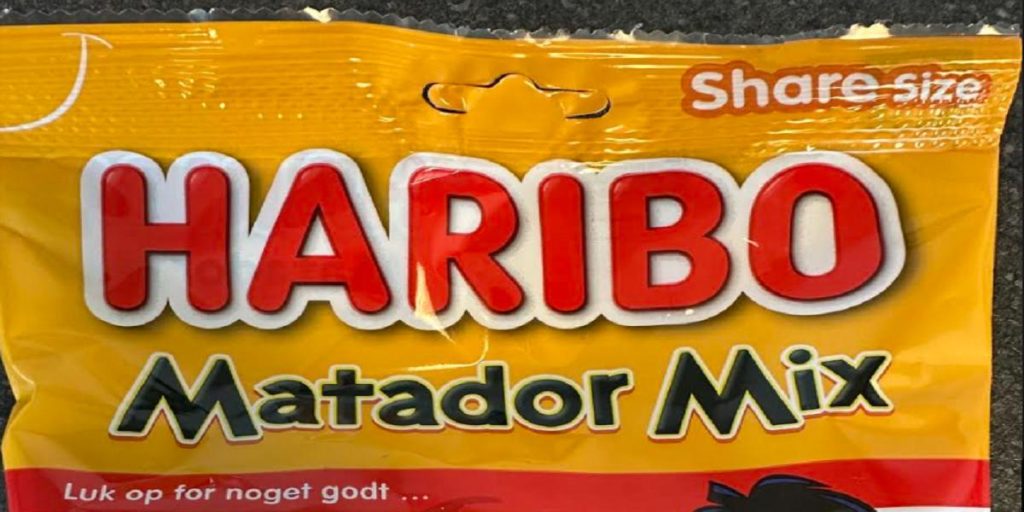 Share Size
HARIBO
Matador Mix
Luk op for noget godt ...